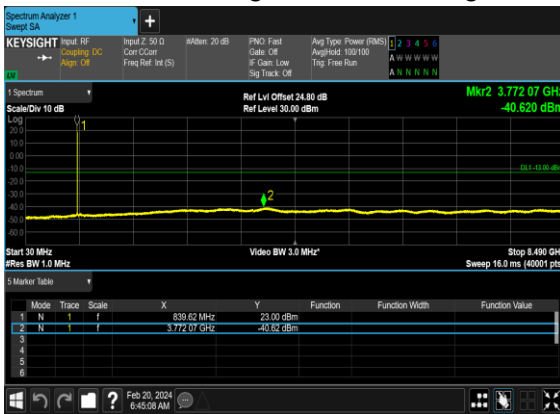 Spectrum Analyzer 1
Swept SA
+
KEYSIGHT Input: RF Input Z: 50 Ω #Atten: 20 dB PNO: Fast Avg Type: Power (RMS) 1 2 3 4 5 6
Coupling: DC Corr CCorr Gate: Off Avg|Hold: 100/100 A W W W W W
Align: Off Freq Ref: Int (S) IF Gain: Low Trig: Free Run
Sig Track: Off A N N N N N
LVI
1 Spectrum Ref Lvl Offset 24.80 dB Mkr2 3.772 07 GHz
Scale/Div 10 dB Ref Level 30.00 dBm -40.620 dBm
Log
20.0 1
10.0
0.00
-10.0 DL1 -13.00 dBm
-20.0
-30.0
-40.0 2
-50.0
-60.0
Start 30 MHz Video BW 3.0 MHz* Stop 8.490 GHz
#Res BW 1.0 MHz Sweep 16.0 ms (40001 pts
5 Marker Table
Mode Trace Scale X Y Function Function Width Function Value
1 N 1 f 839.62 MHz 23.00 dBm
2 N 1 f 3.772 07 GHz -40.62 dBm
3
4
5
6
? Feb 20, 2024
6:45:08 AM